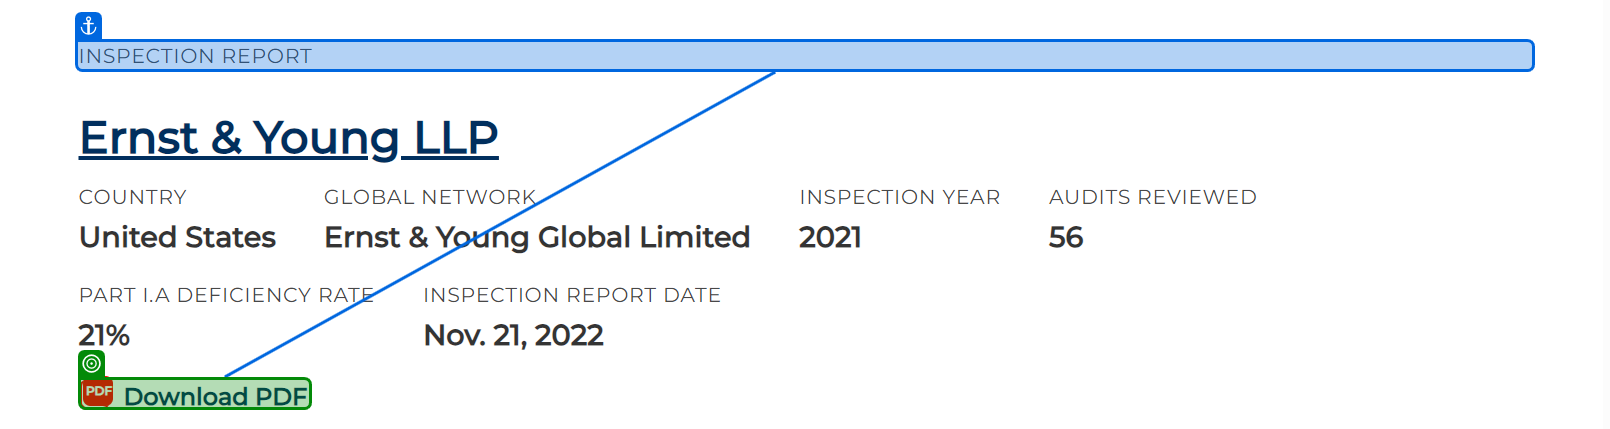 INSPECTION REPORT
Ernst & Young LLP
COUNTRY GLOBAL NETWORK INSPECTION YEAR AUDITS REVIEWED
United States Ernst & Young Global Limited 2021 56
PART I.A DEFICIENCY RATE INSPECTION REPORT DATE
21% Nov. 21, 2022
PDF Download PDF